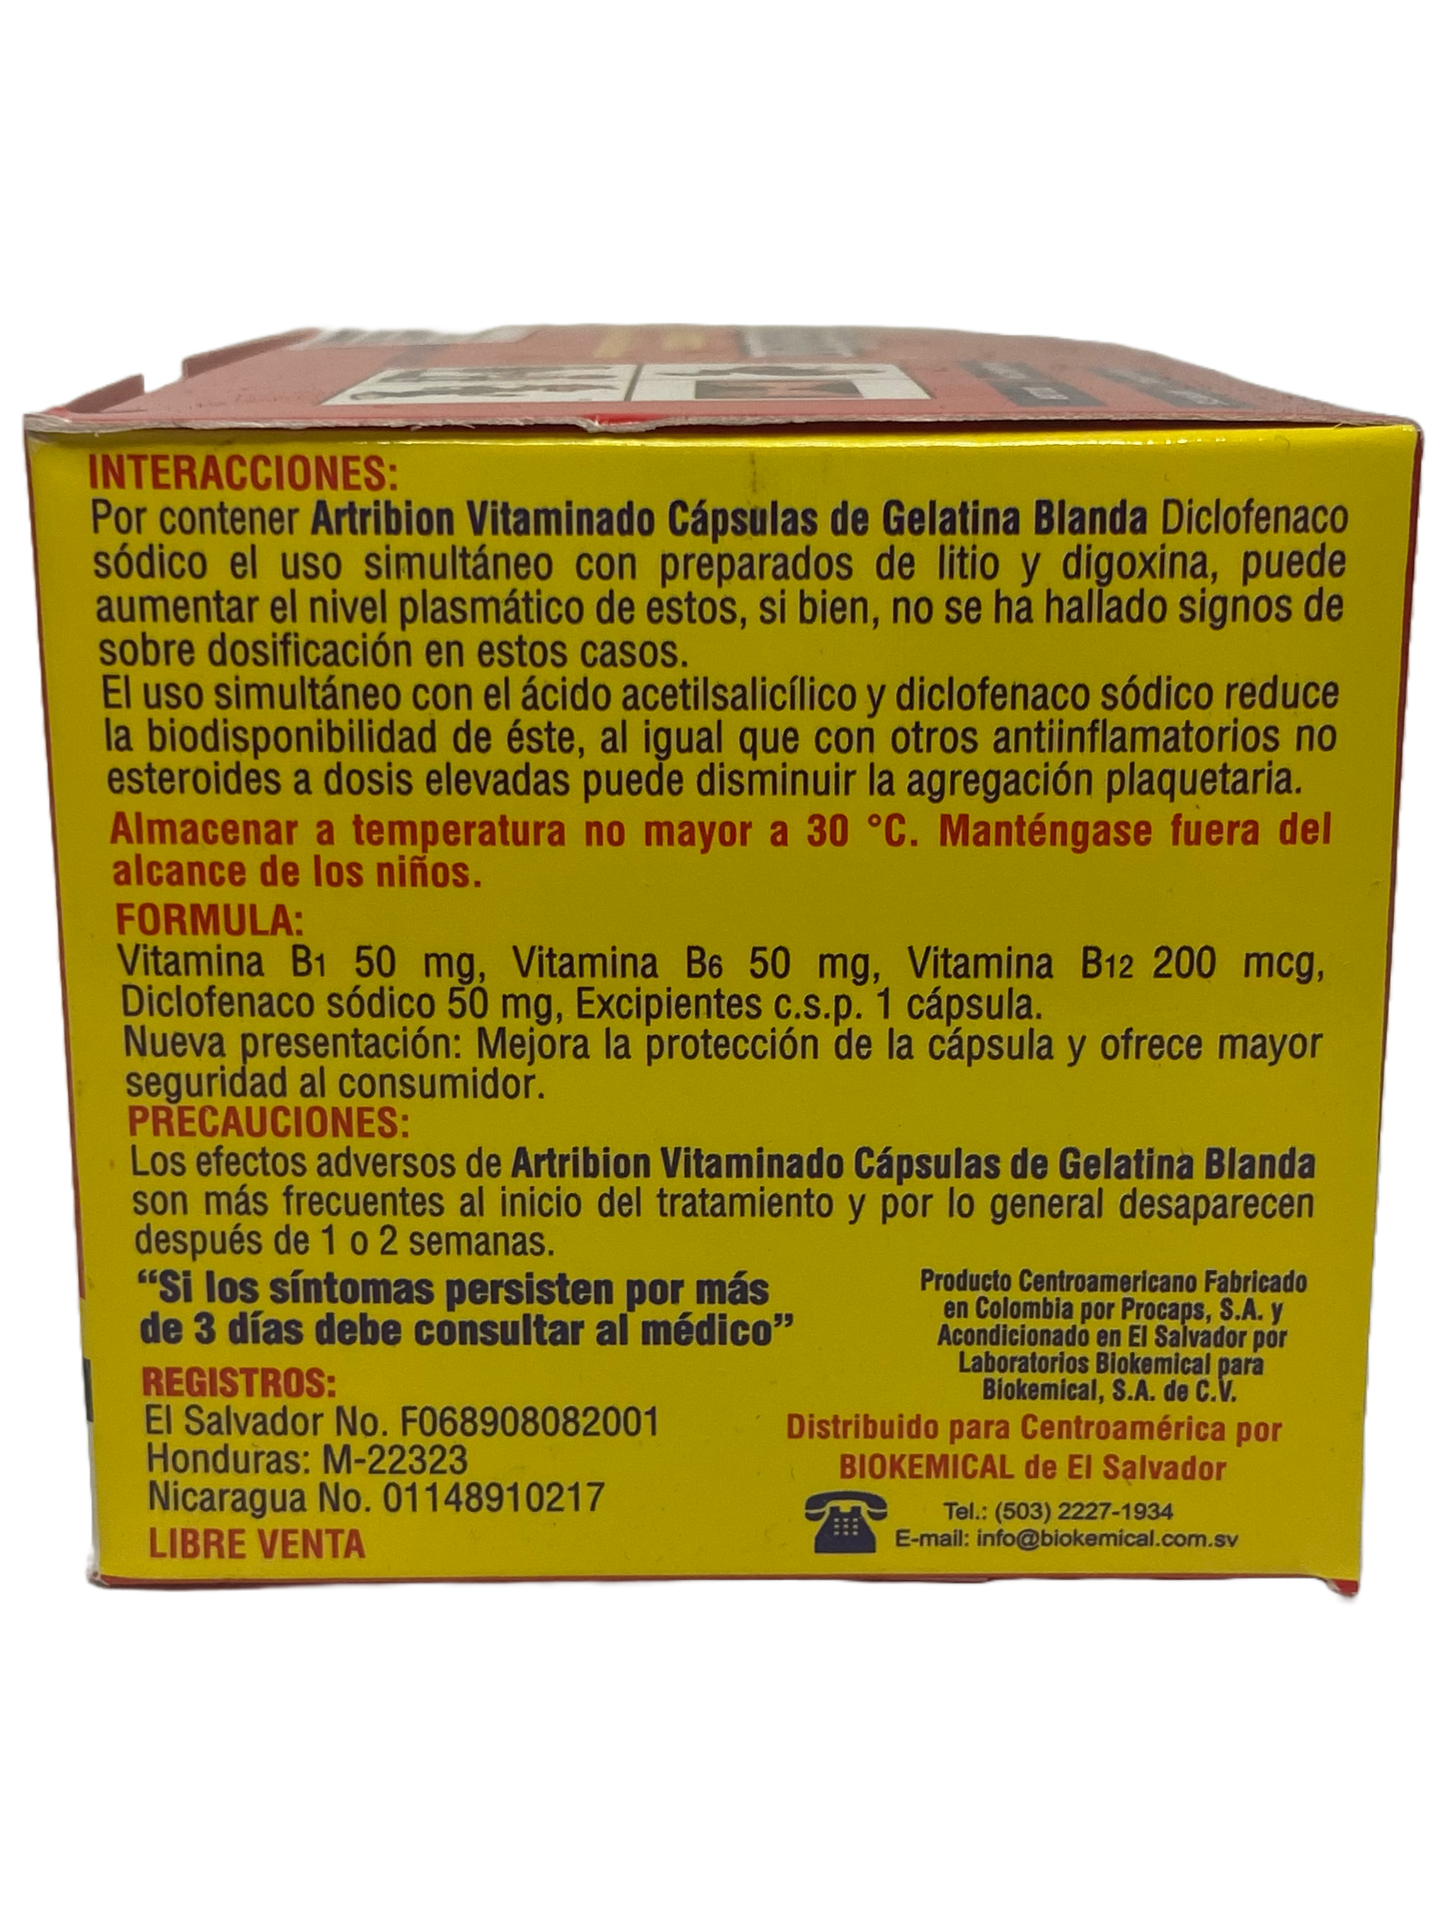 INTERACCIONES:
Por contener Artribion Vitaminado Cápsulas de Gelatina Blanda Diclofenaco
sódico el uso simultáneo con preparados de litio y digoxina, puede
aumentar el nivel plasmático de estos, si bien, no se ha hallado signos de
sobre dosificación en estos casos.
El uso simultáneo con el ácido acetilsalicílico y diclofenaco sódico reduce
la biodisponibilidad de éste, al igual que con otros antiinflamatorios no
esteroides a dosis elevadas puede disminuir la agregación plaquetaria.
Almacenar a temperatura no mayor a 30 °C. Manténgase fuera del
alcance de los niños.
FORMULA:
Vitamina B1 50 mg, Vitamina B6 50 mg, Vitamina B12 200 mcg,
Diclofenaco sódico 50 mg, Excipientes c.s.p. 1 cápsula.
Nueva presentación: Mejora la protección de la cápsula y ofrece mayor
seguridad al consumidor.
PRECAUCIONES:
Los efectos adversos de Artribion Vitaminado Cápsulas de Gelatina Blanda
son más frecuentes al inicio del tratamiento y por lo general desaparecen
después de 1 o 2 semanas.
“Si los síntomas persisten por más
de 3 días debe consultar al médico”
REGISTROS:
El Salvador No. F068908082001
Honduras: M-22323
Nicaragua No. 01148910217
LIBRE VENTA
Producto Centroamericano Fabricado
en Colombia por Procaps, S.A. y
Acondicionado en El Salvador por
Laboratorios Biokemical para
Biokemical, S.A. de C.V.
Distribuido para Centroamérica por
BIOKEMICAL de El Salvador
Tel.: (503) 2227-1934
E-mail: info@biokemical.com.sv